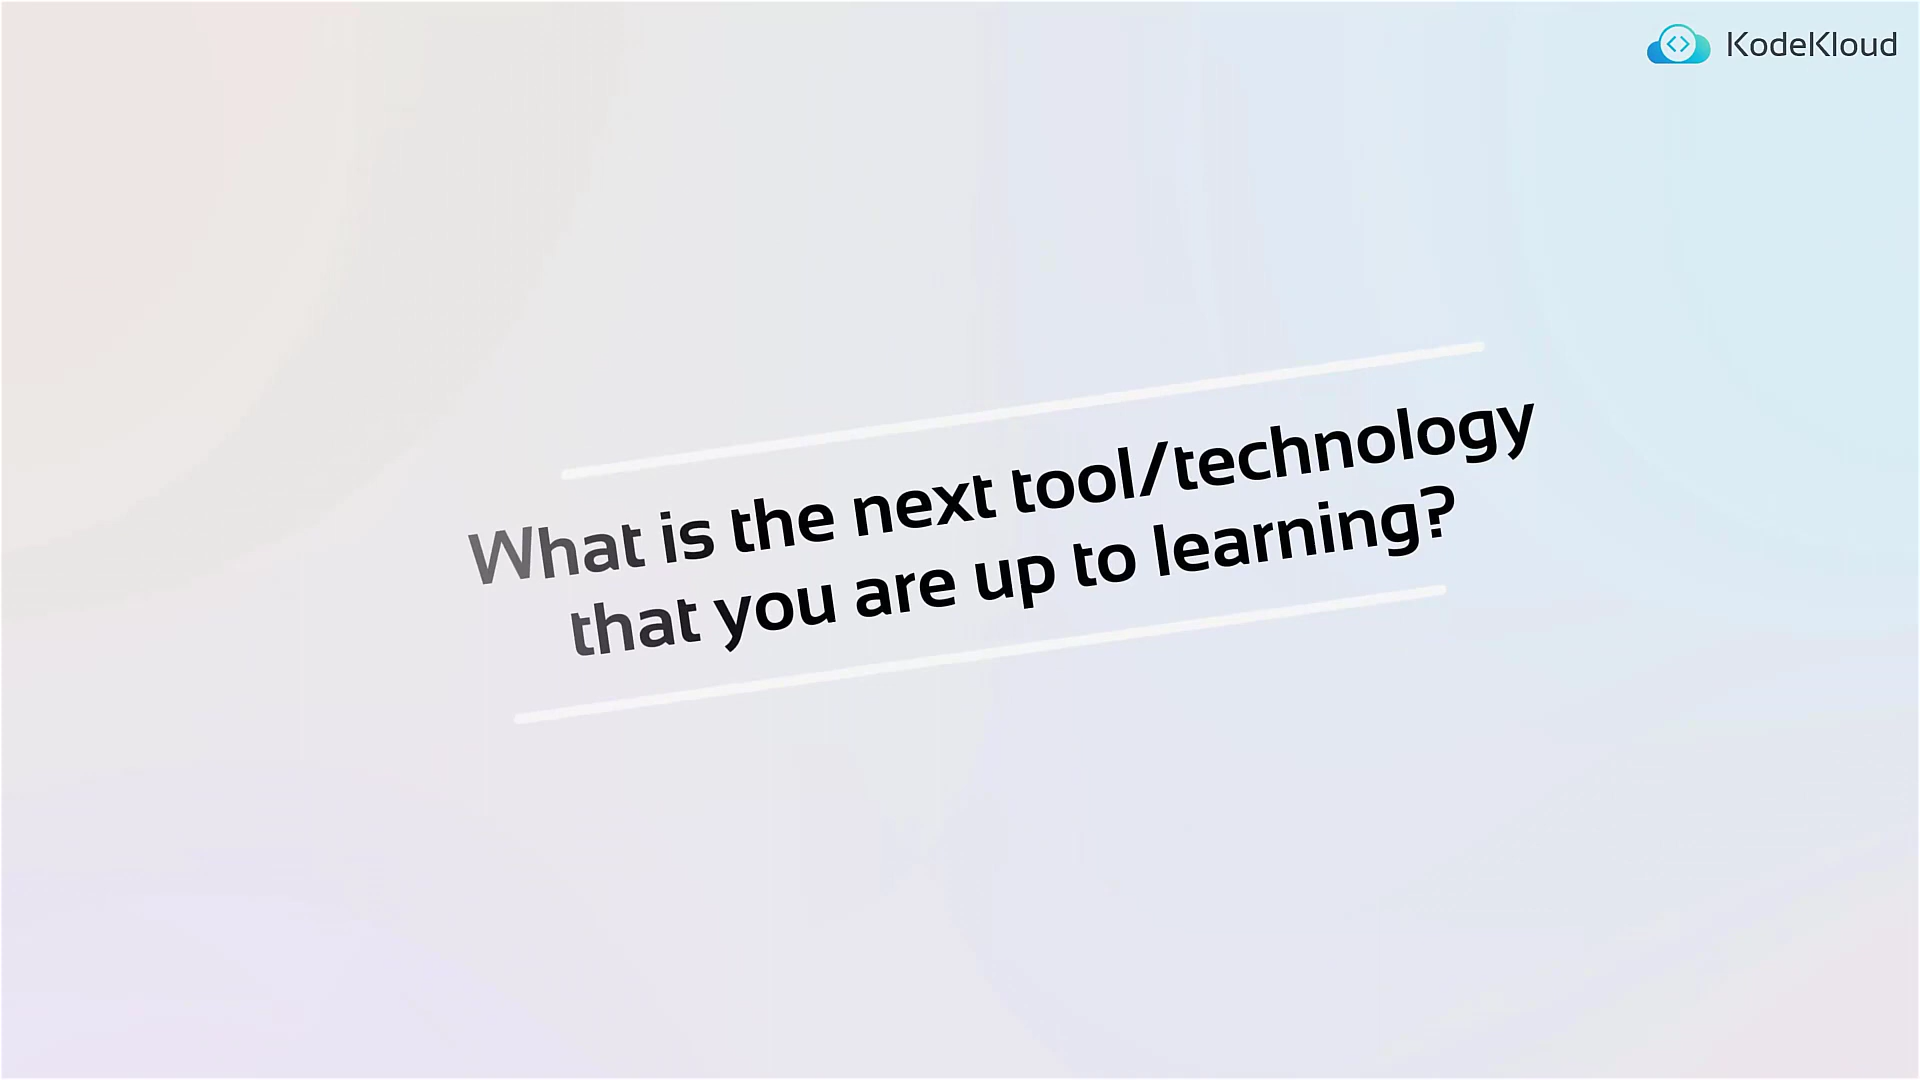 KodeKloud
What is the next tool/technology
that you are up to learning?